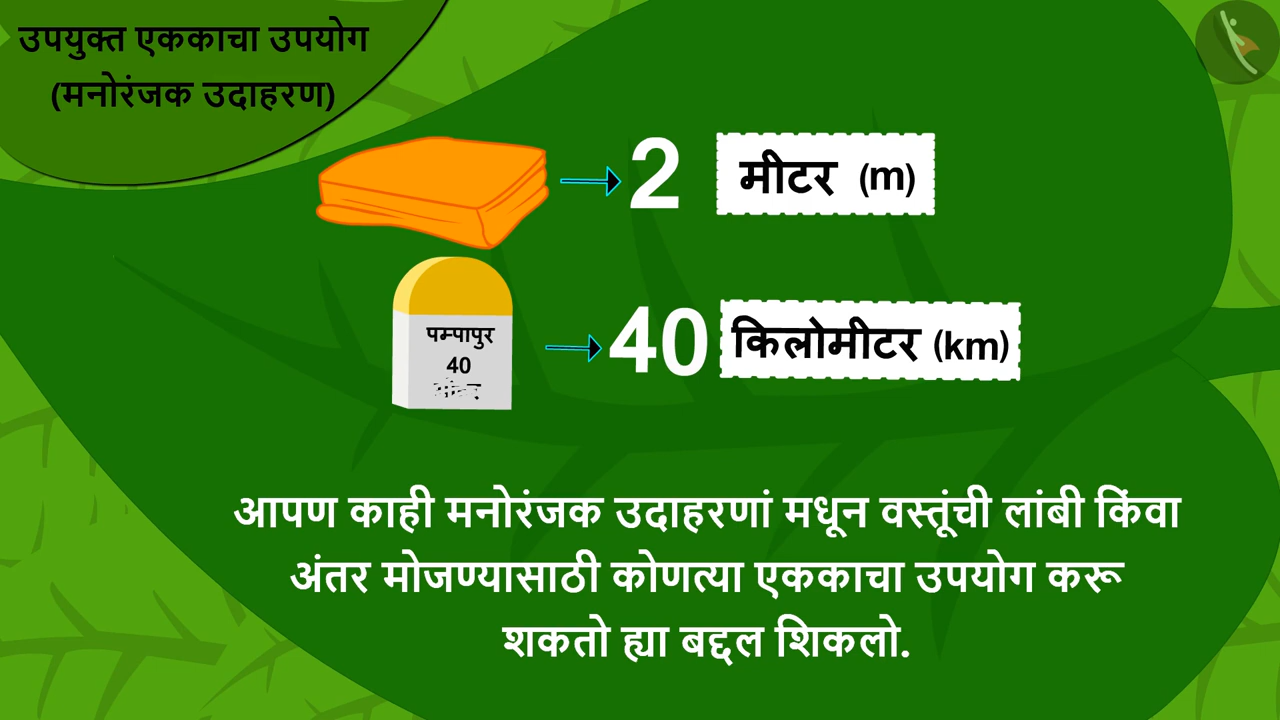 उपयुक्त एककाचा उपयोग
(मनोरंजक उदाहरण)
2 मीटर (m)
पम्पापुर
40
40 किलोमीटर (km)
आपण काही मनोरंजक उदाहरणां मधून वस्तूंची लांबी किंवा
अंतर मोजण्यासाठी कोणत्या एककाचा उपयोग करू
शकतो ह्या बद्दल शिकलो.